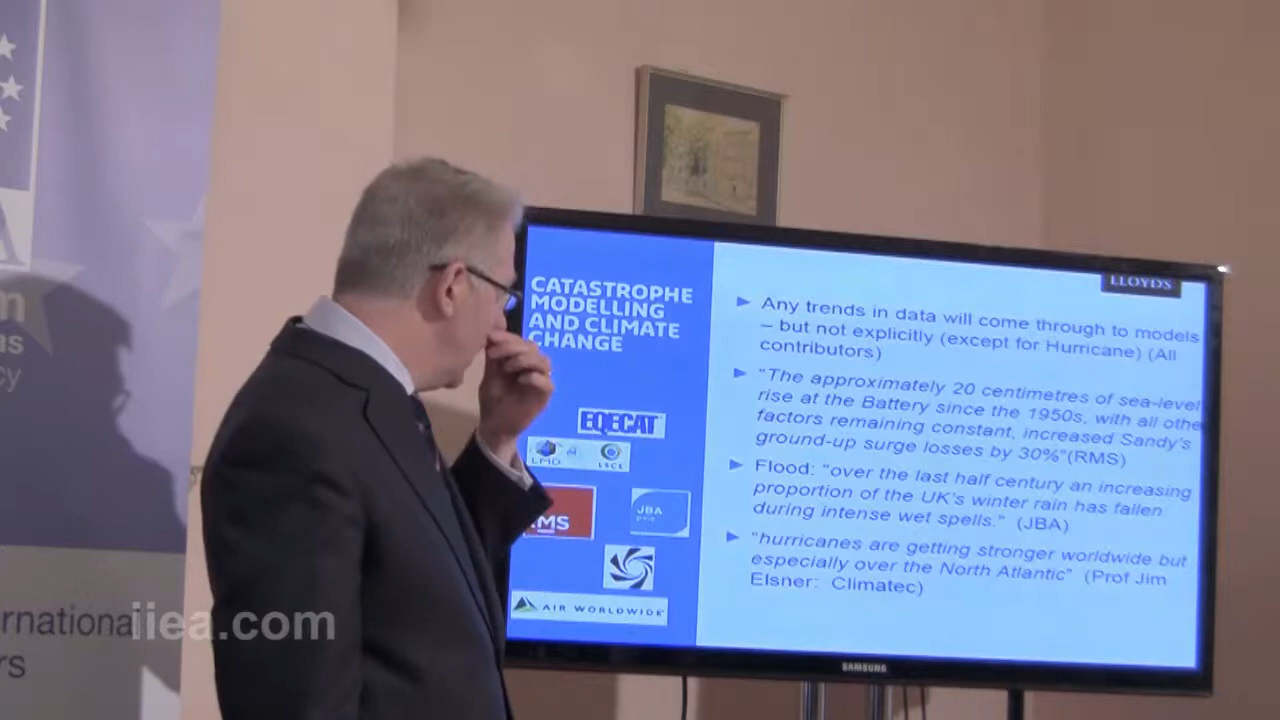 CATASTROPHE
MODELLING
AND CLIMATE
CHANGE
EQECAT
LMD
LSCE
RMS
JBA
AIR WORLDWIDE
LLOYD'S
Any trends in data will come through to models
– but not explicitly (except for Hurricane) (All
contributors)
"The approximately 20 centimetres of sea-level
rise at the Battery since the 1950s, with all othe
factors remaining constant, increased Sandy's
ground-up surge losses by 30%"(RMS)
Flood: "over the last half century an increasing
proportion of the UK's winter rain has fallen
during intense wet spells." (JBA)
"hurricanes are getting stronger worldwide but
especially over the North Atlantic" (Prof Jim
Elsner: Climatec)
SAMSUNG
rnationa
rs
cy
as
m
A
iiea.com